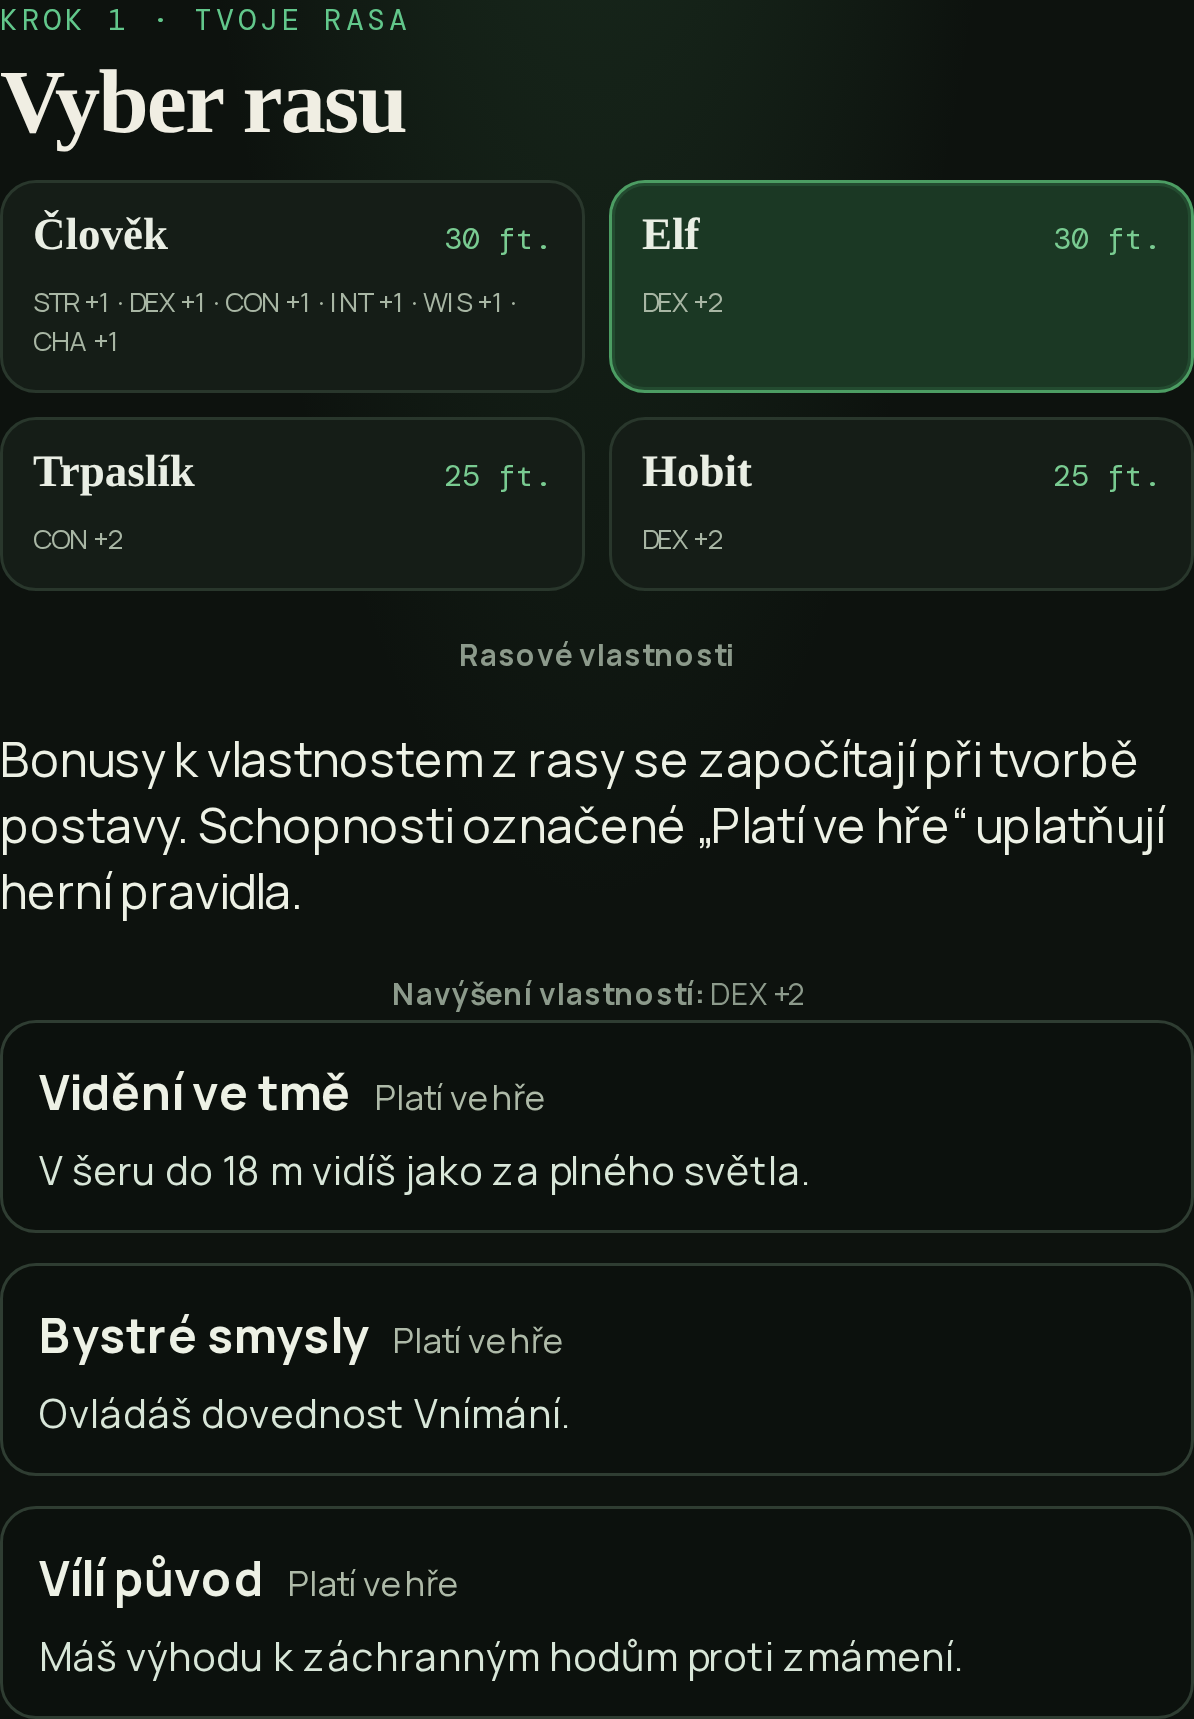 KROK 1 · TVOJE RASA
Vyber rasu
Člověk 30 ft.
STR +1 · DEX +1 · CON +1 · INT +1 · WIS +1 ·
CHA +1
Elf 30 ft.
DEX +2
Trpaslík 25 ft.
CON +2
Hobit 25 ft.
DEX +2
Rasové vlastnosti
Bonusy k vlastnostem z rasy se započítají při tvorbě
postavy. Schopnosti označené „Platí ve hře“ uplatňují
herní pravidla.
Navýšení vlastností: DEX +2
Vidění ve tmě Platí ve hře
V šeru do 18 m vidíš jako za plného světla.
Bystré smysly Platí ve hře
Ovládáš dovednost Vnímání.
Vílí původ Platí ve hře
Máš výhodu k záchranným hodům proti zmámení.